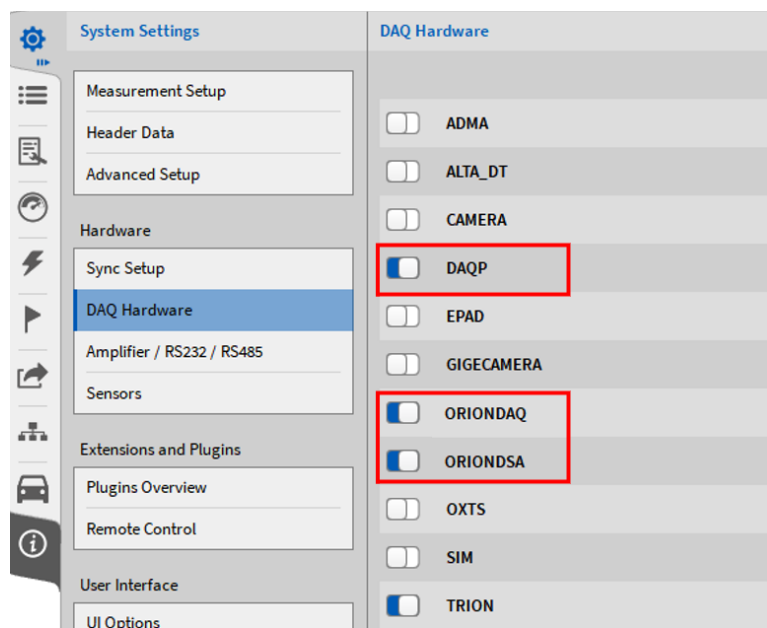 System Settings
Measurement Setup
Header Data
Advanced Setup
Hardware
Sync Setup
DAQ Hardware
Amplifier / RS232 / RS485
Sensors
Extensions and Plugins
Plugins Overview
Remote Control
User Interface
UI Options
DAQ Hardware
ADMA
ALTA_DT
CAMERA
DAQP
EPAD
GIGECAMERA
ORIONDAQ
ORIONDSA
OXTS
SIM
TRION